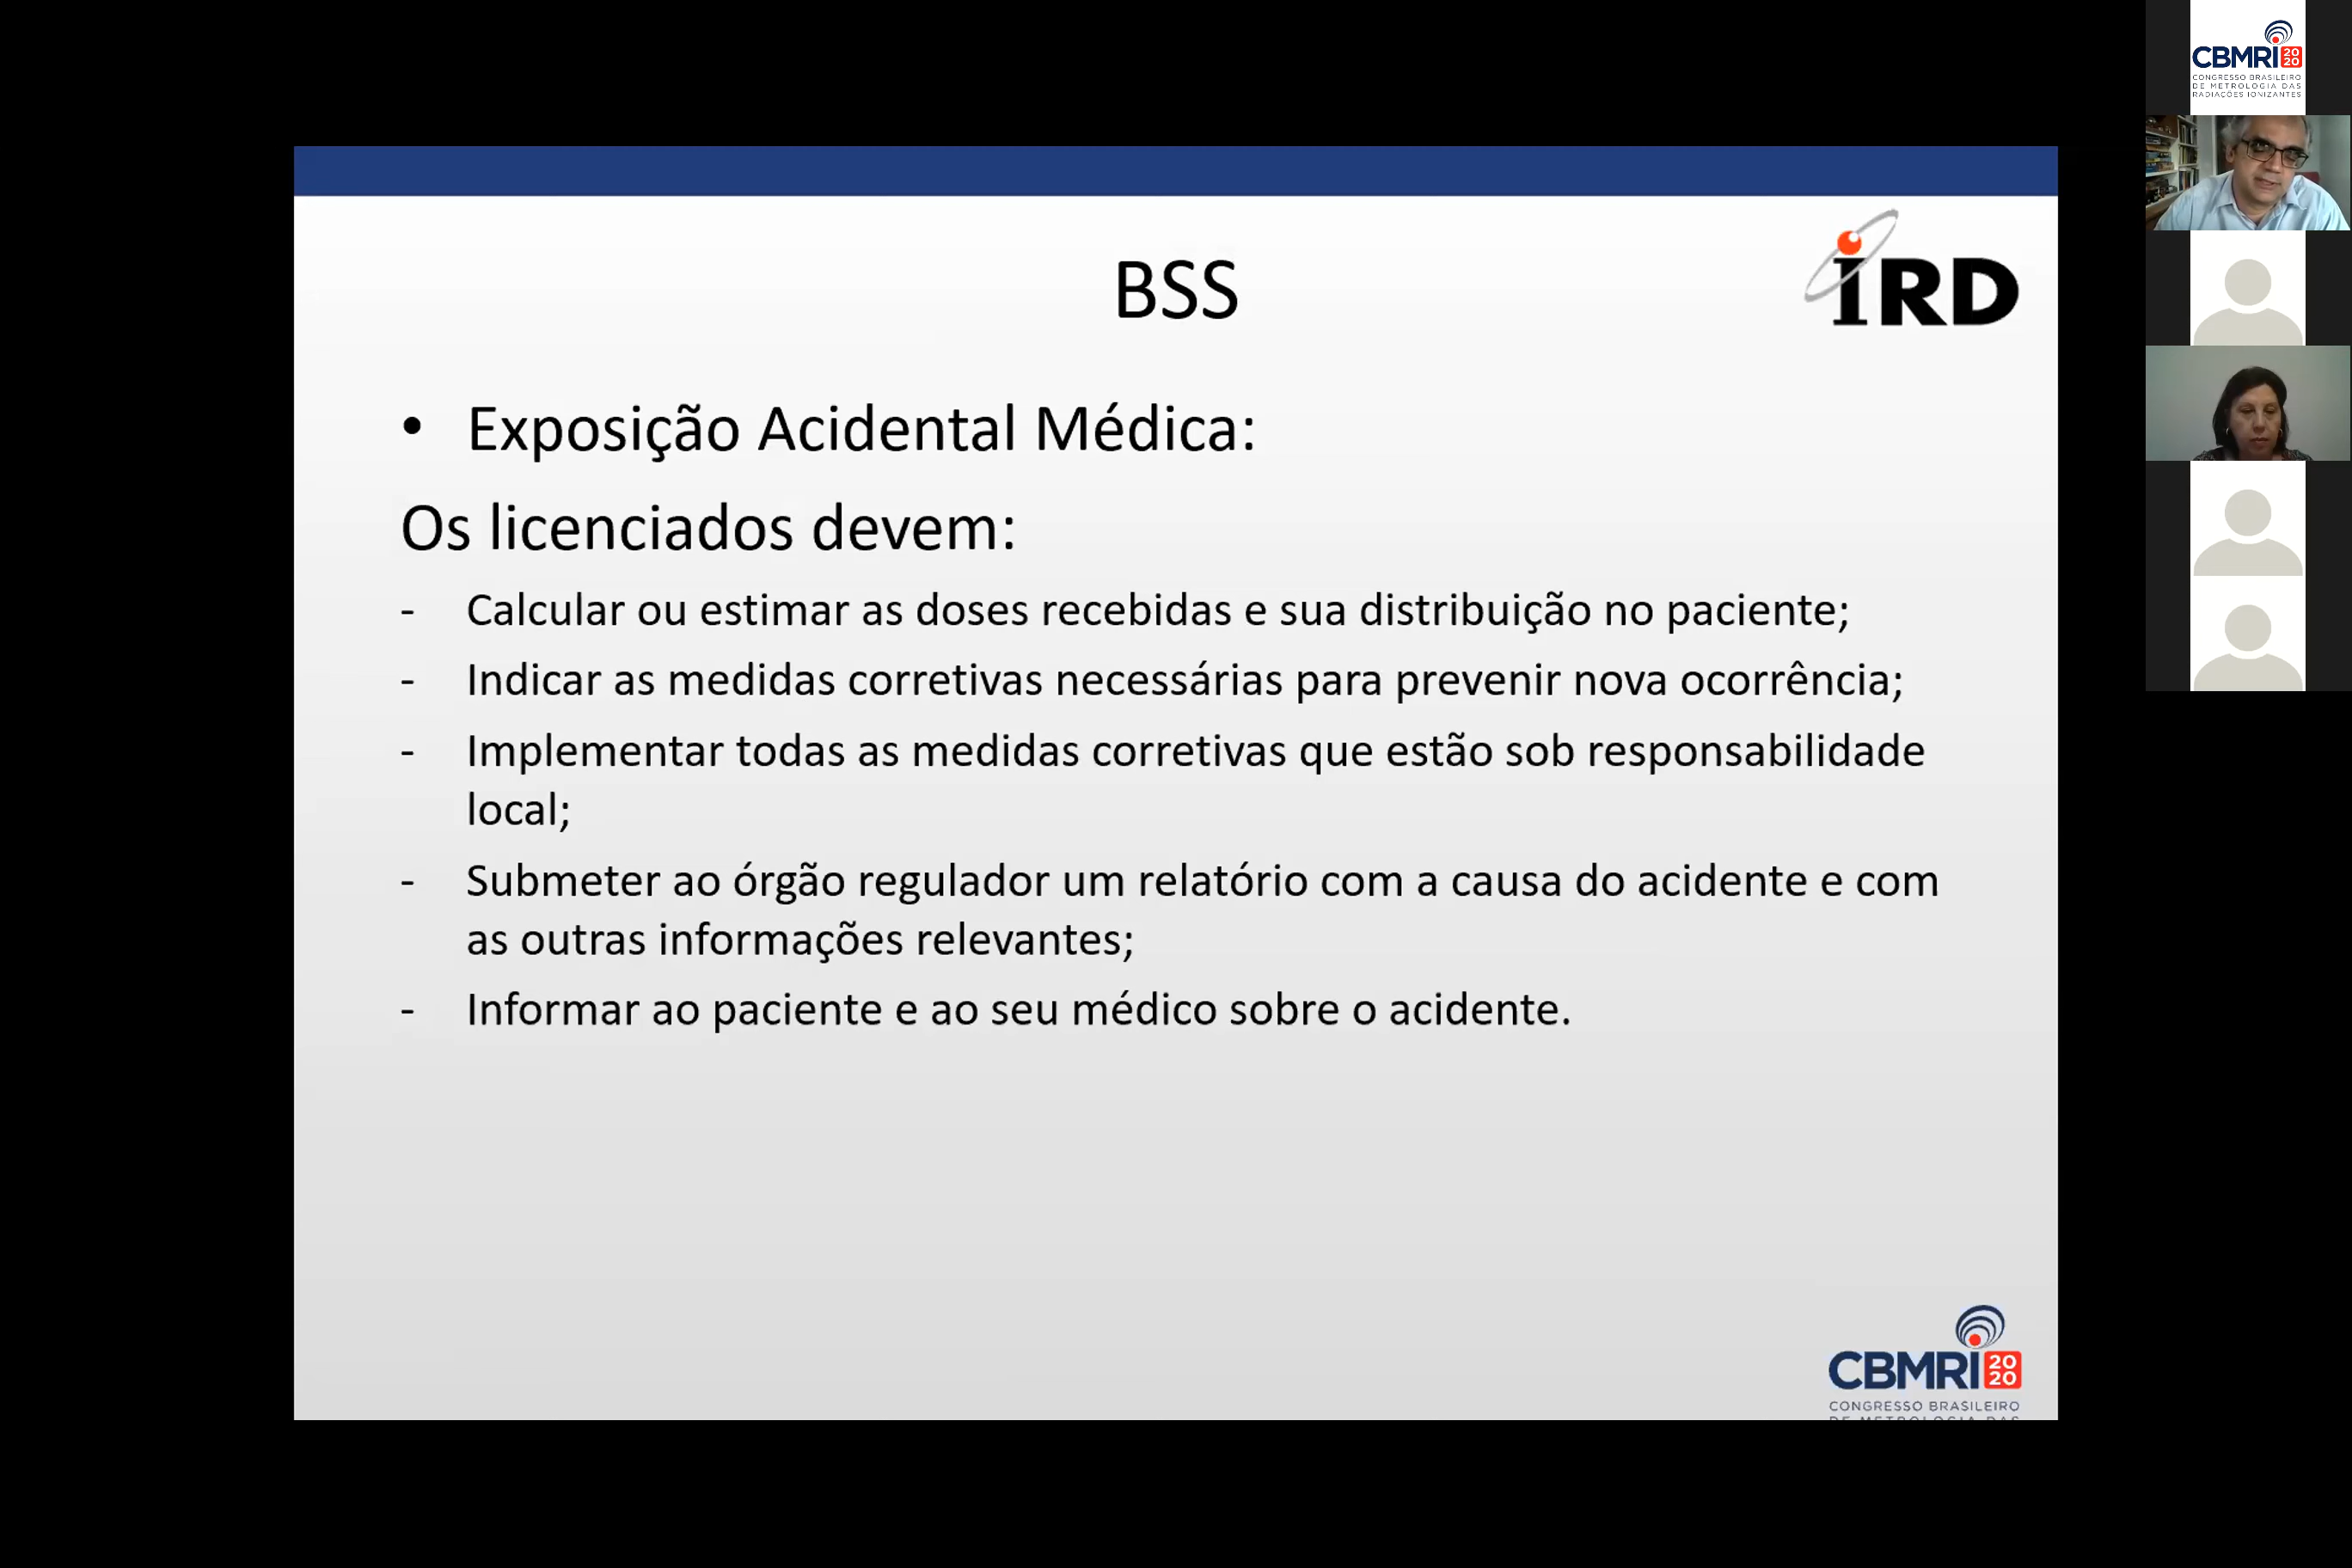 BSS
iRD
• Exposição Acidental Médica:
Os licenciados devem:
- Calcular ou estimar as doses recebidas e sua distribuição no paciente;
- Indicar as medidas corretivas necessárias para prevenir nova ocorrência;
- Implementar todas as medidas corretivas que estão sob responsabilidade
local;
- Submeter ao órgão regulador um relatório com a causa do acidente e com
as outras informações relevantes;
- Informar ao paciente e ao seu médico sobre o acidente.
CBMRI 20
20
CONGRESSO BRASILEIRO
DE METROLOGIA DAS
CBMRI 20
20
CONGRESSO BRASILEIRO
DE METROLOGIA DAS
RADIAÇÕES IONIZANTES